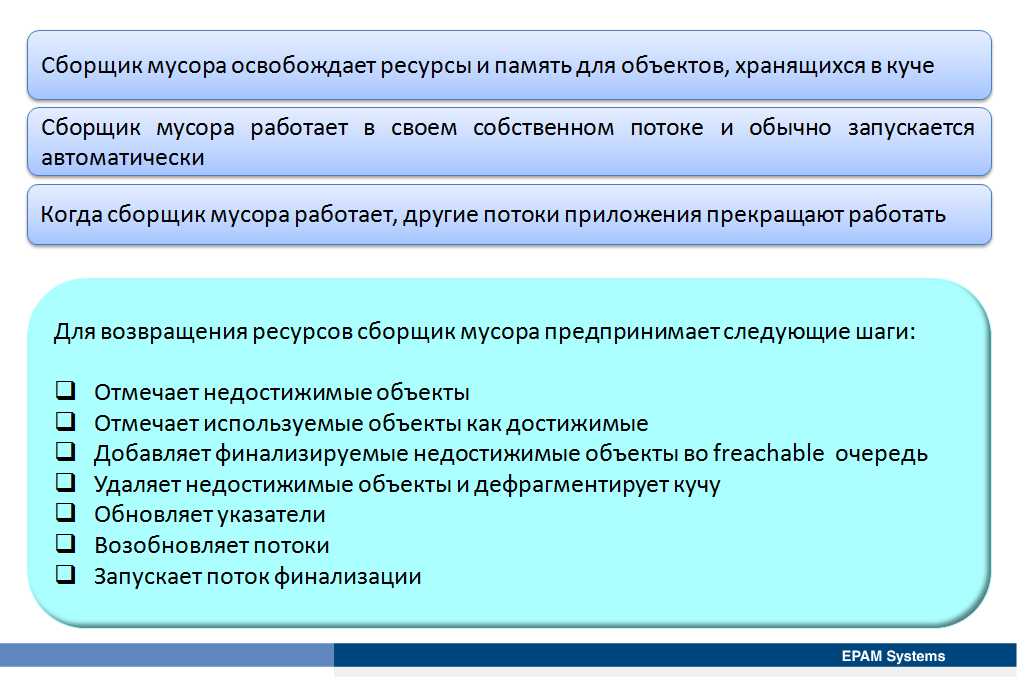 Сборщик мусора освобождает ресурсы и память для объектов, хранящихся в куче
Сборщик мусора работает в своем собственном потоке и обычно запускается
автоматически
Когда сборщик мусора работает, другие потоки приложения прекращают работать
Для возвращения ресурсов сборщик мусора предпринимает следующие шаги:
❑ Отмечает недостижимые объекты
❑ Отмечает используемые объекты как достижимые
❑ Добавляет финализируемые недостижимые объекты во freachable очередь
❑ Удаляет недостижимые объекты и дефрагментирует кучу
❑ Обновляет указатели
❑ Возобновляет потоки
❑ Запускает поток финализации
EPAM Systems